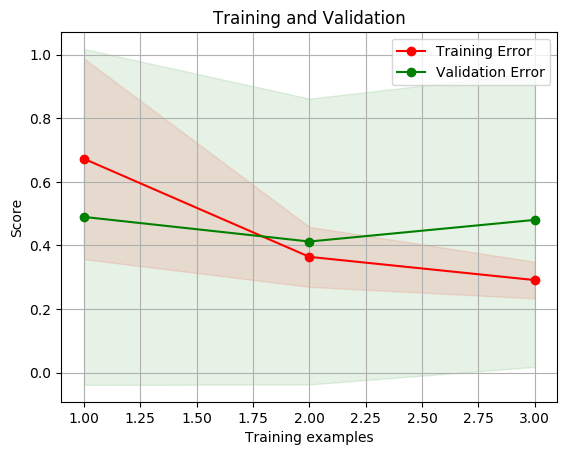 Training and Validation
Training Error
Validation Error
Score
1.0
0.8
0.6
0.4
0.2
0.0
1.00 1.25 1.50 1.75 2.00 2.25 2.50 2.75 3.00
Training examples